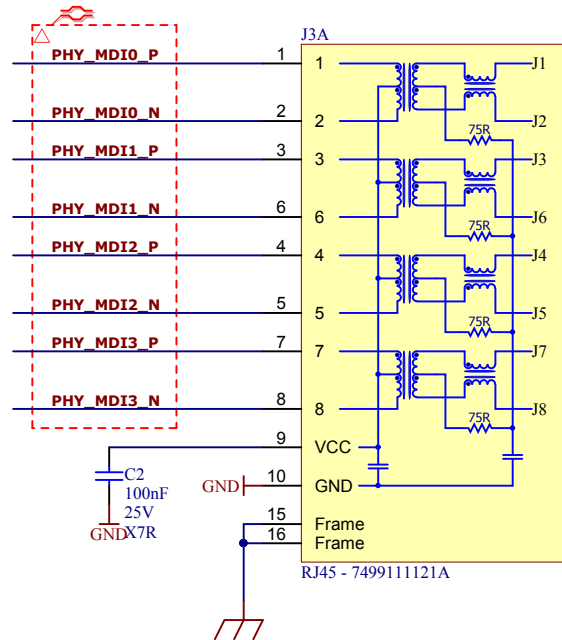 J3A
PHY_MDI0_P 1 1 J1
PHY_MDI0_N 2 2 J2
75R
PHY_MDI1_P 3 3 J3
PHY_MDI1_N 6 6 J6
75R
PHY_MDI2_P 4 4 J4
PHY_MDI2_N 5 5 J5
75R
PHY_MDI3_P 7 7 J7
PHY_MDI3_N 8 8 J8
75R
9 VCC
C2
GND 10 GND
100nF
25V
15 Frame
GND X7R
16 Frame
RJ45 - 7499111121A